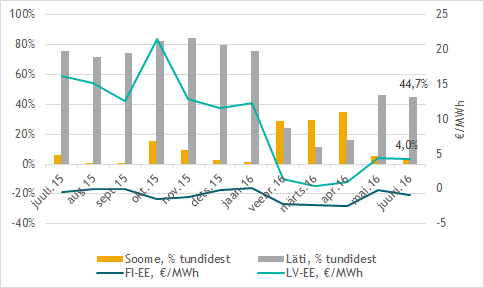 100%
80%
60%
40%
20%
0%
-20%
-40%
25
20
15
10
5
0
-5
€/MWh
44,7%
4,0%
juuli.15
aug.15
sept.15
okt.15
nov.15
dets.15
jaan.16
veebr.16
märts.16
apr.16
mai.16
juuni.16
Soome, % tundidest
Läti, % tundidest
FI-EE, €/MWh
LV-EE, €/MWh